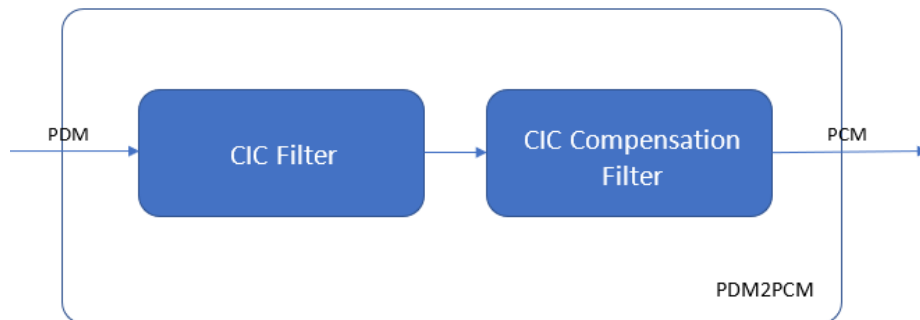 PDM
CIC Filter
CIC Compensation
Filter
PCM
PDM2PCM